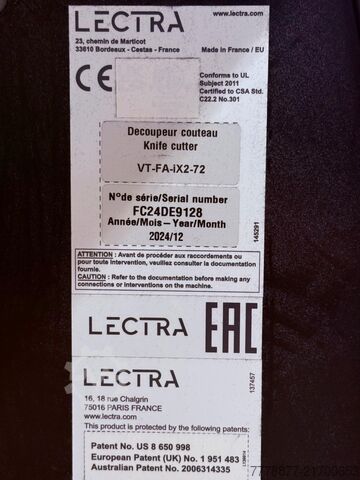 LECTRA
www.lectra.com
23, chemin de Marticot
33610 Bordeaux - Cestas - France
Made in France / EU
CE
Conforms to UL
Subject 2011
Certified to CSA Std.
C22.2 No.301
Decoupeur couteau
Knife cutter
VT-FA-iX2-72
N°de série/Serial number
FC24DE9128
Année/Mois – Year/Month
2024/12
145291
ATTENTION : Avant de procéder aux raccordements ou
pour toute intervention, veuillez consulter la documentation
fournie.
CAUTION : Refer to the documentation before making any
connections or interventions on the machine.
LECTRA
EAC
LECTRA
137457
16, 18 rue Chalgrin
75016 PARIS FRANCE
www.lectra.com
This product is protected by the following patents:
Patent No. US 8 650 998
European Patent (UK) No. 1 951 483
Australian Patent No. 2006314335